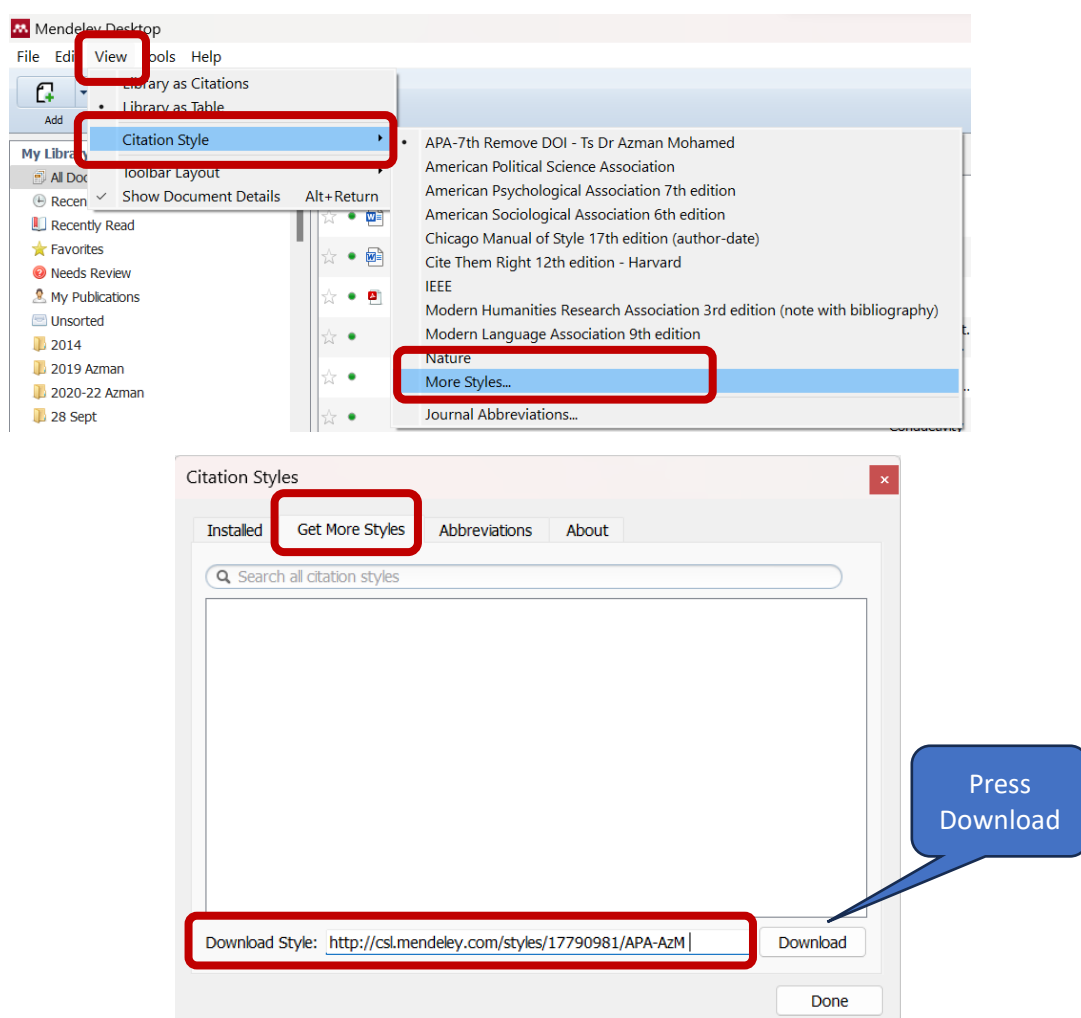 Mendeley Desktop
File Edi View Tools Help
Library as Citations
Library as Table
Add
Citation Style
Toolbar Layout
Show Document Details Alt+Return
APA-7th Remove DOI - Ts Dr Azman Mohamed
American Political Science Association
American Psychological Association 7th edition
American Sociological Association 6th edition
Chicago Manual of Style 17th edition (author-date)
Cite Them Right 12th edition - Harvard
IEEE
Modern Humanities Research Association 3rd edition (note with bibliography)
Modern Language Association 9th edition
Nature
More Styles...
Journal Abbreviations...
My Library
All Doc
Recen
Recently Read
Favorites
Needs Review
My Publications
Unsorted
2014
2019 Azman
2020-22 Azman
28 Sept
Citation Styles
Installed Get More Styles Abbreviations About
Search all citation styles
Press
Download
Download Style: http://csl.mendeley.com/styles/17790981/APA-AzM Download
Done